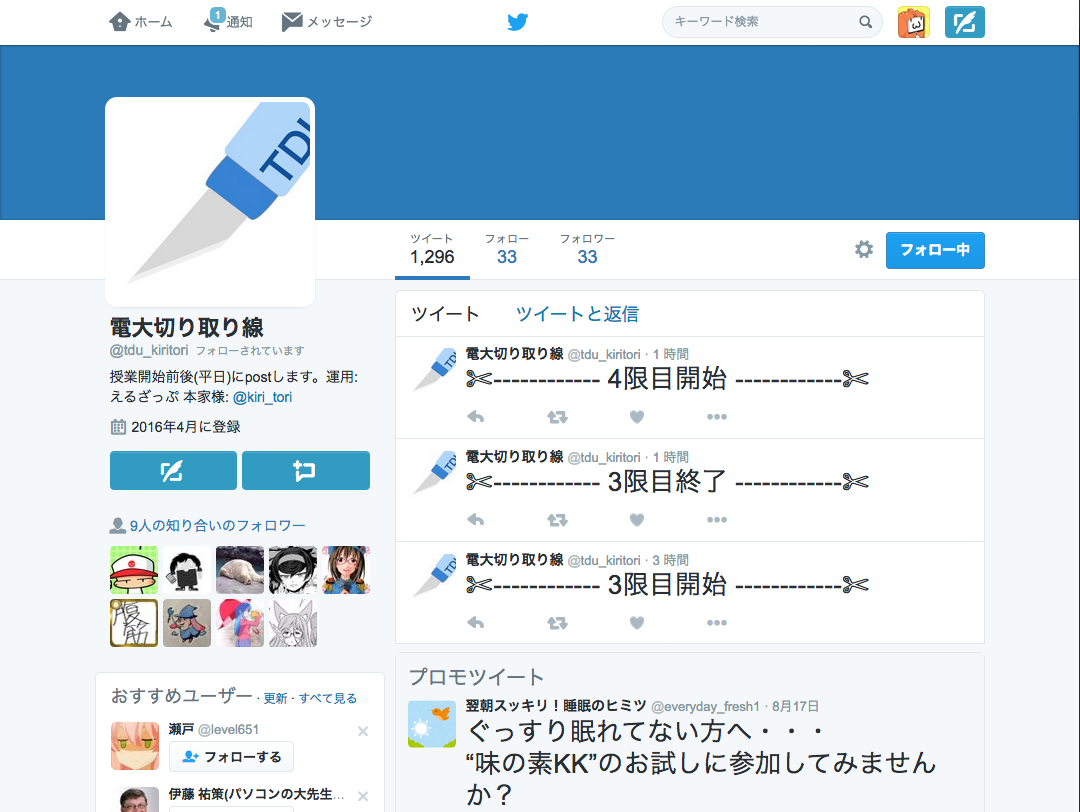 ホーム
1
通知
メッセージ
キーワード検索
TDU
ツイート
1,296
フォロー
33
フォロワー
33
フォロー中
電大切り取り線
@tdu_kiritori フォローされています
授業開始前後(平日)にpostします。運用:
えるざっぷ 本家様: @kiri_tori
2016年4月に登録
9人の知り合いのフォロワー
腹筋
おすすめユーザー · 更新 · すべて見る
瀬戸 @level651
フォローする
伊藤 祐策(パソコンの大先生...
ツイート ツイートと返信
電大切り取り線 @tdu_kiritori · 1 時間
✄------------ 4限目開始 ------------✄
電大切り取り線 @tdu_kiritori · 1 時間
✄------------ 3限目終了 ------------✄
電大切り取り線 @tdu_kiritori · 3 時間
✄------------ 3限目開始 ------------✄
プロモツイート
翌朝スッキリ！睡眠のヒミツ @everyday_fresh1 · 8月17日
ぐっすり眠れてない方へ・・・
“味の素KK”のお試しに参加してみません
か？